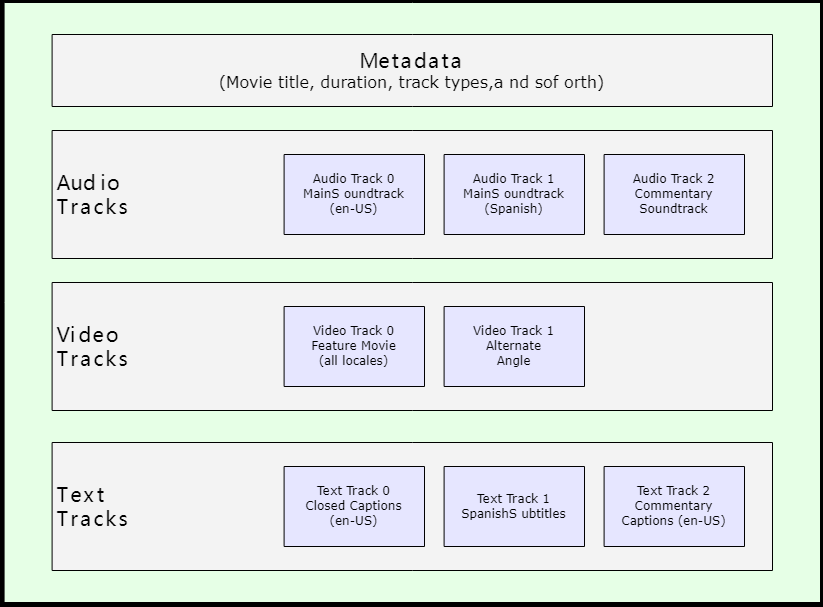 Metadata
(Movie title, duration, track types,a nd sof orth)
Audio
Tracks
Audio Track 0
MainS oundtrack
(en-US)
Audio Track 1
MainS oundtrack
(Spanish)
Audio Track 2
Commentary
Soundtrack
Video
Tracks
Video Track 0
Feature Movie
(all locales)
Video Track 1
Alternate
Angle
Text
Tracks
Text Track 0
Closed Captions
(en-US)
Text Track 1
SpanishS ubtitles
Text Track 2
Commentary
Captions (en-US)